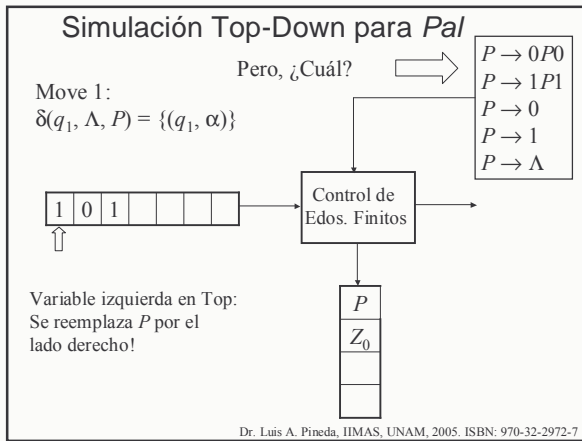 Simulación Top-Down para Pal
Pero, ¿Cuál?
P → 0P0
P → 1P1
P → 0
P → 1
P → Λ
Move 1:
δ(q₁, Λ, P) = {(q₁, α)}
1 0 1
Control de
Edos. Finitos
Variable izquierda en Top:
Se reemplaza P por el
lado derecho!
P
Z₀
Dr. Luis A. Pineda, IIMAS, UNAM, 2005. ISBN: 970-32-2972-7